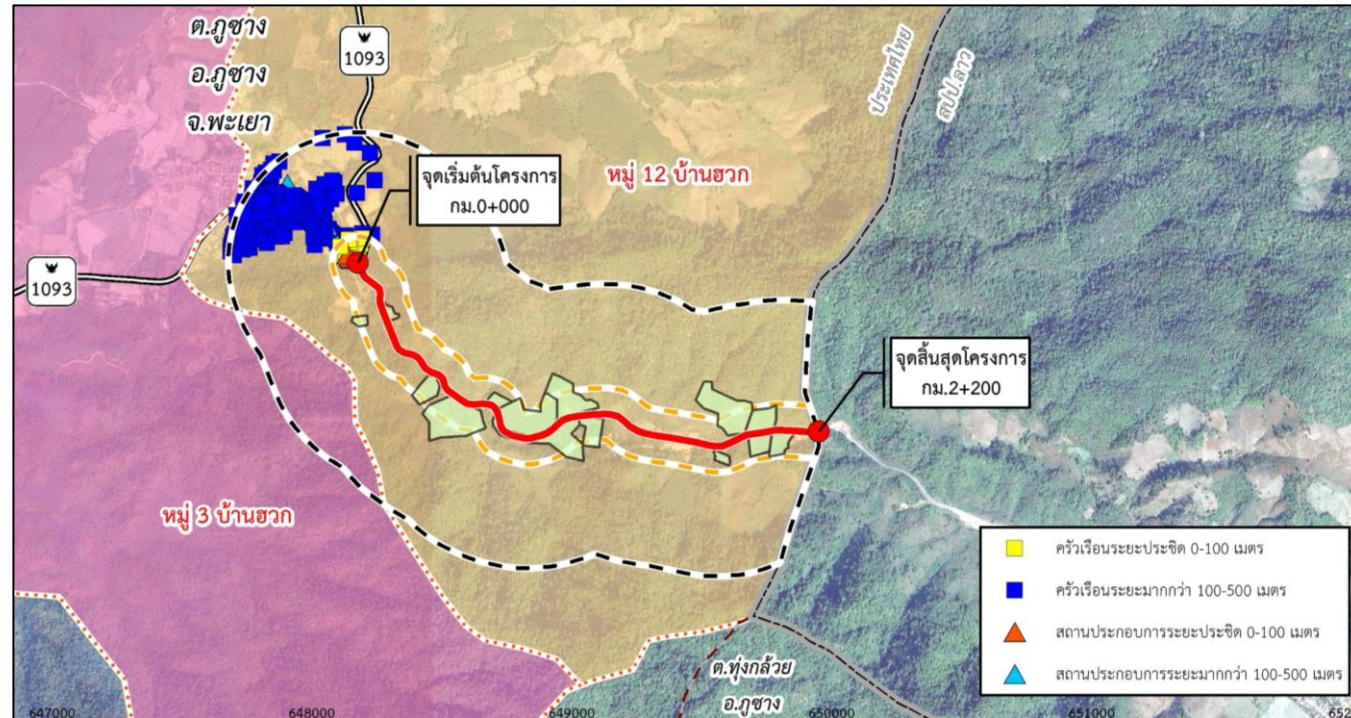 ต.ภูซาง
อ.ภูซาง
จ.พะเยา
1093
ประเทศไทย
สปป.ลาว
จุดเริ่มต้นโครงการ
กม.0+000
หมู่ 12 บ้านฮวก
1093
จุดสิ้นสุดโครงการ
กม.2+200
หมู่ 3 บ้านฮวก
ครัวเรือนระยะประชิด 0-100 เมตร
ครัวเรือนระยะมากกว่า 100-500 เมตร
สถานประกอบการระยะประชิด 0-100 เมตร
สถานประกอบการระยะมากกว่า 100-500 เมตร
ต.ทุ่งกล้วย
อ.ภูซาง
647000
648000
649000
650000
651000
652